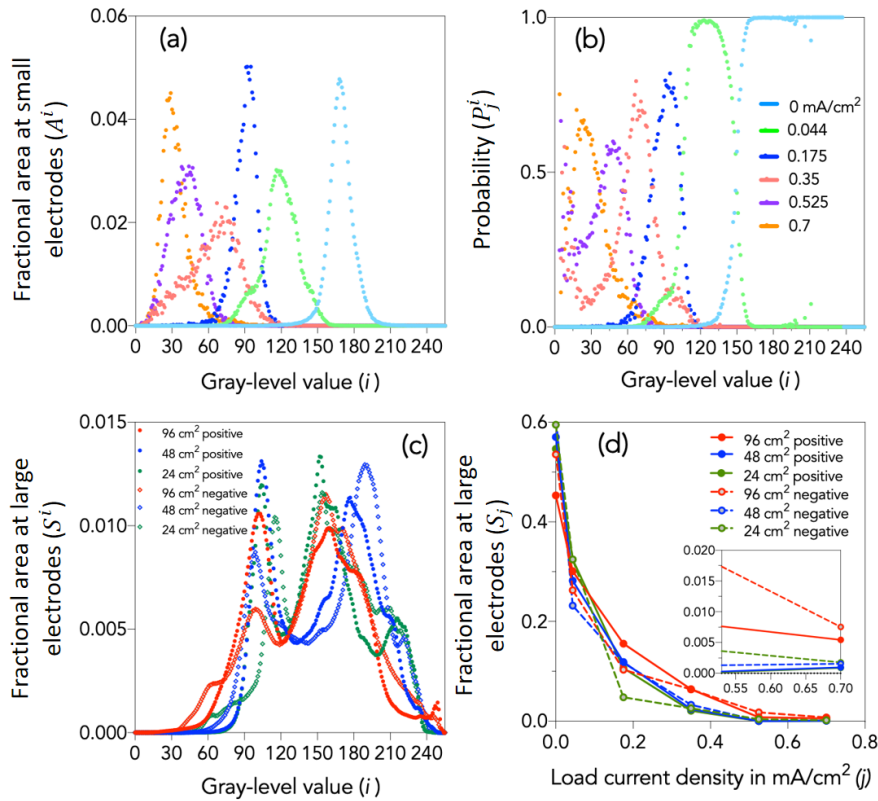 (a)
Fractional area at small
electrodes (Aⁱ)
0.06
0.04
0.02
0.00
0 30 60 90 120 150 180 210 240
Gray-level value (i)
(b)
Probability (Pⱼⁱ)
1.0
0.5
0.0
0 mA/cm²
0.044
0.175
0.35
0.525
0.7
0 30 60 90 120 150 180 210 240
Gray-level value (i)
(c)
Fractional area at large
electrodes (Sⁱ)
0.015
0.010
0.005
0.000
96 cm² positive
48 cm² positive
24 cm² positive
96 cm² negative
48 cm² negative
24 cm² negative
0 30 60 90 120 150 180 210 240
Gray-level value (i)
(d)
Fractional area at large
electrodes (Sⱼ)
0.6
0.4
0.2
0.0
96 cm² positive
48 cm² positive
24 cm² positive
96 cm² negative
48 cm² negative
24 cm² negative
0.020
0.015
0.010
0.005
0.000
0.55 0.60 0.65 0.70
0.0 0.2 0.4 0.6 0.8
Load current density in mA/cm² (j)